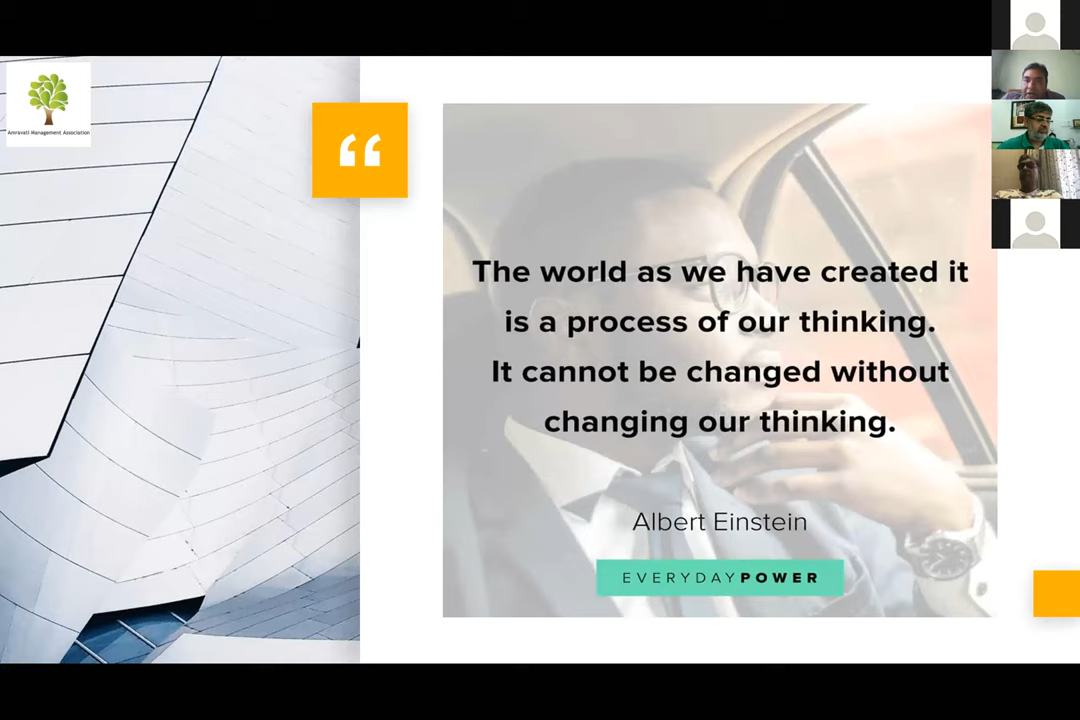 Amravati Management Association
“
The world as we have created it
is a process of our thinking.
It cannot be changed without
changing our thinking.
Albert Einstein
EVERYDAYPOWER